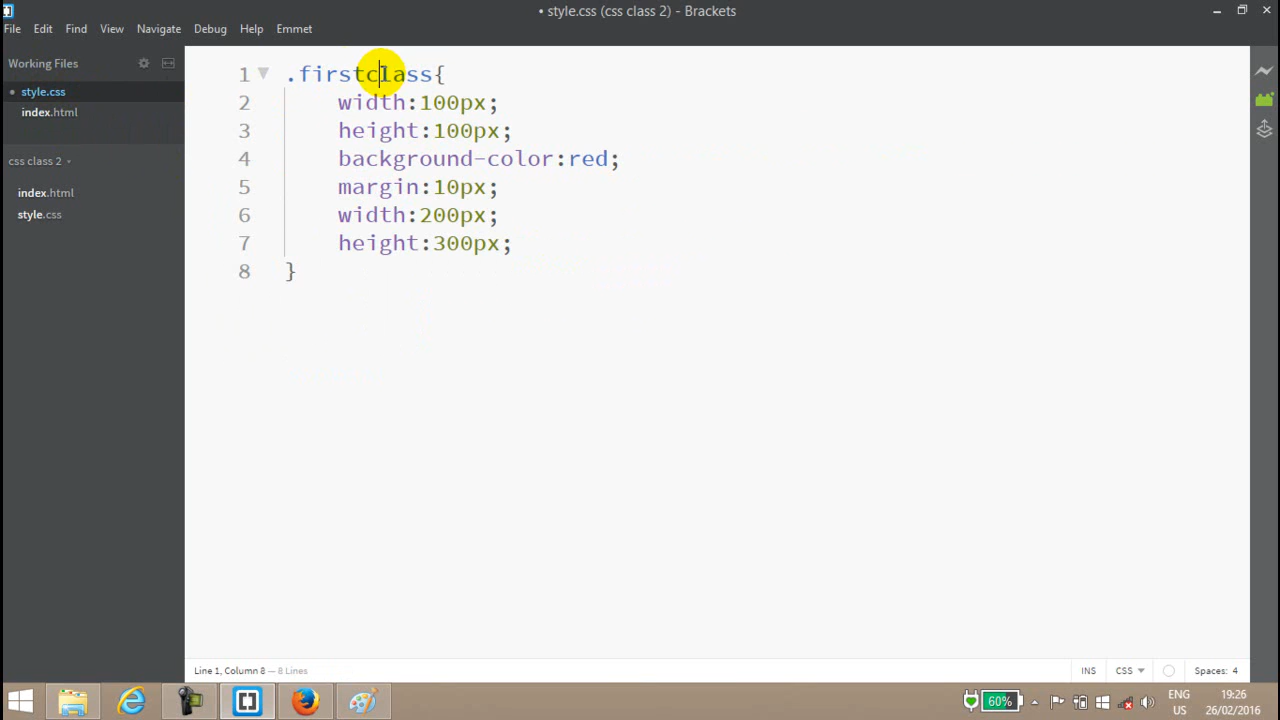 • style.css (css class 2) - Brackets
File Edit Find View Navigate Debug Help Emmet
Working Files
• style.css
index.html
css class 2
index.html
style.css
1 .firstclass{
2 width:100px;
3 height:100px;
4 background-color:red;
5 margin:10px;
6 width:200px;
7 height:300px;
8 }
Line 1, Column 8 — 8 Lines
INS CSS Spaces: 4
60%
ENG
US
19:26
26/02/2016